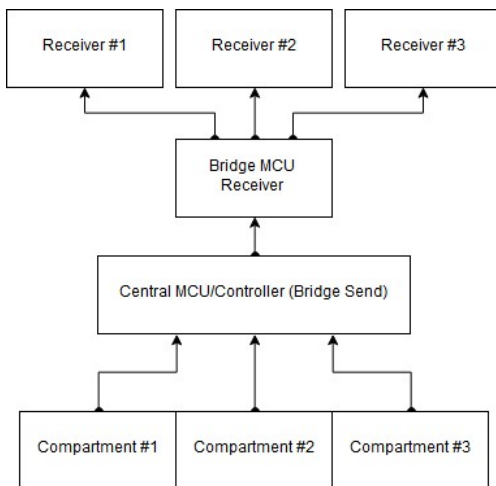 Receiver #1
Receiver #2
Receiver #3
Bridge MCU
Receiver
Central MCU/Controller (Bridge Send)
Compartment #1
Compartment #2
Compartment #3